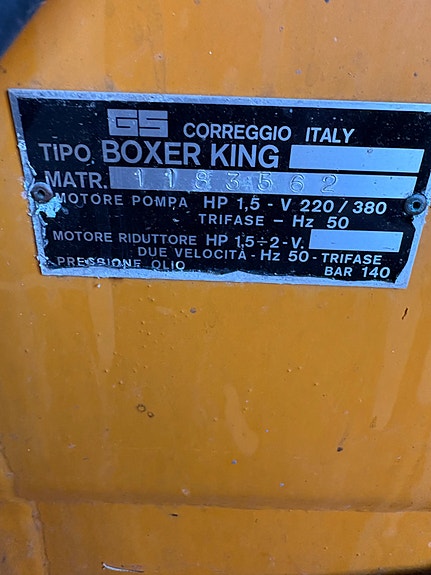 GS CORREGGIO ITALY
TIPO. BOXER KING
MATR. 1183562
MOTORE POMPA HP 1,5 - V 220/380
TRIFASE - Hz 50
MOTORE RIDUTTORE HP 1,5÷2 - V.
DUE VELOCITÀ - Hz 50 - TRIFASE
PRESSIONE OLIO BAR 140